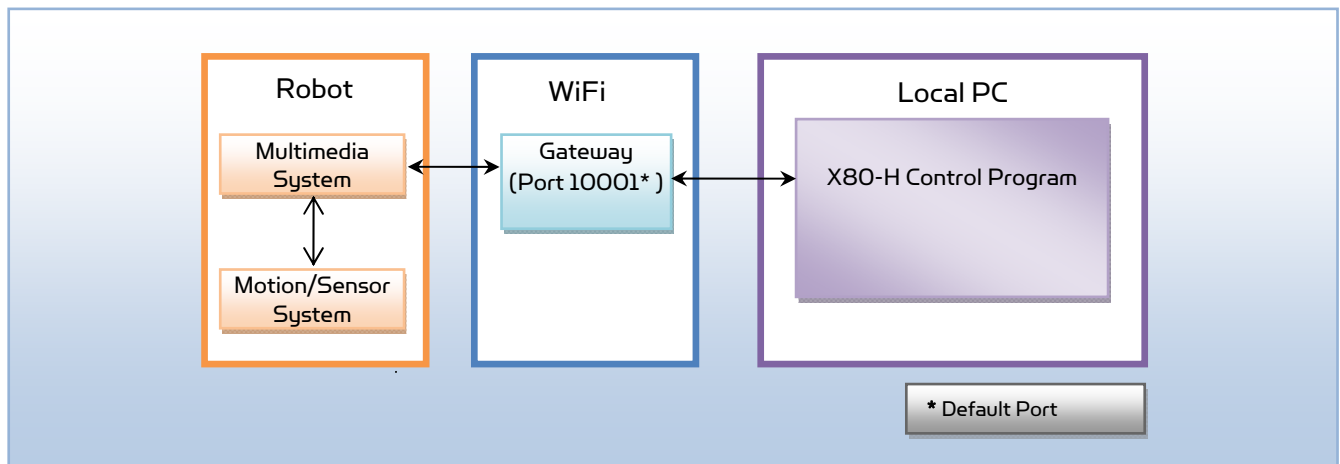 Robot
Multimedia
System
Motion/Sensor
System
WiFi
Gateway
(Port 10001* )
Local PC
X80-H Control Program
* Default Port